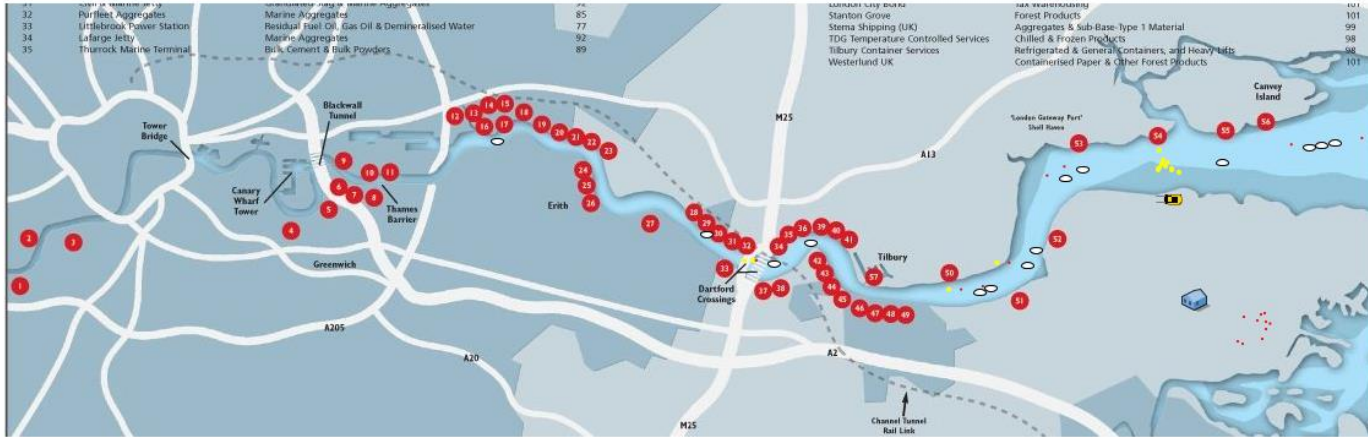 32 Purfleet Aggregates Marine Aggregates 85
33 Littlebrook Power Station Residual Fuel Oil, Gas Oil & Demineralised Water 77
34 Lafarge Jetty Marine Aggregates 92
35 Thurrock Marine Terminal Bulk Cement & Bulk Powders 89
London City Bond Tax Warehousing 101
Stanton Grove Forest Products 101
Stema Shipping (UK) Aggregates & Sub-Base-Type 1 Material 99
TDG Temperature Controlled Services Chilled & Frozen Products 98
Tilbury Container Services Refrigerated & General Containers, and Heavy Lifts 98
Westerlund UK Containerised Paper & Other Forest Products 101
Canvey
Island
Blackwall
Tunnel
Tower
Bridge
'London Gateway Port'
Shell Haven
M25
A13
12 13 14 15 16 17 18 19 20 21 22 23
9 10 11
6 7 8
5
4
Canary
Wharf
Tower
Thames
Barrier
24
25
26
Erith
27
28 29 30 31 32
33
34 35 36 39 40 41
53 54 55 56
52
2
3
1
Greenwich
Dartford
Crossings
37 38
42
43
44
45
46 47 48 49
57
Tilbury
50
51
A205
A20
A2
M25
Channel Tunnel
Rail Link